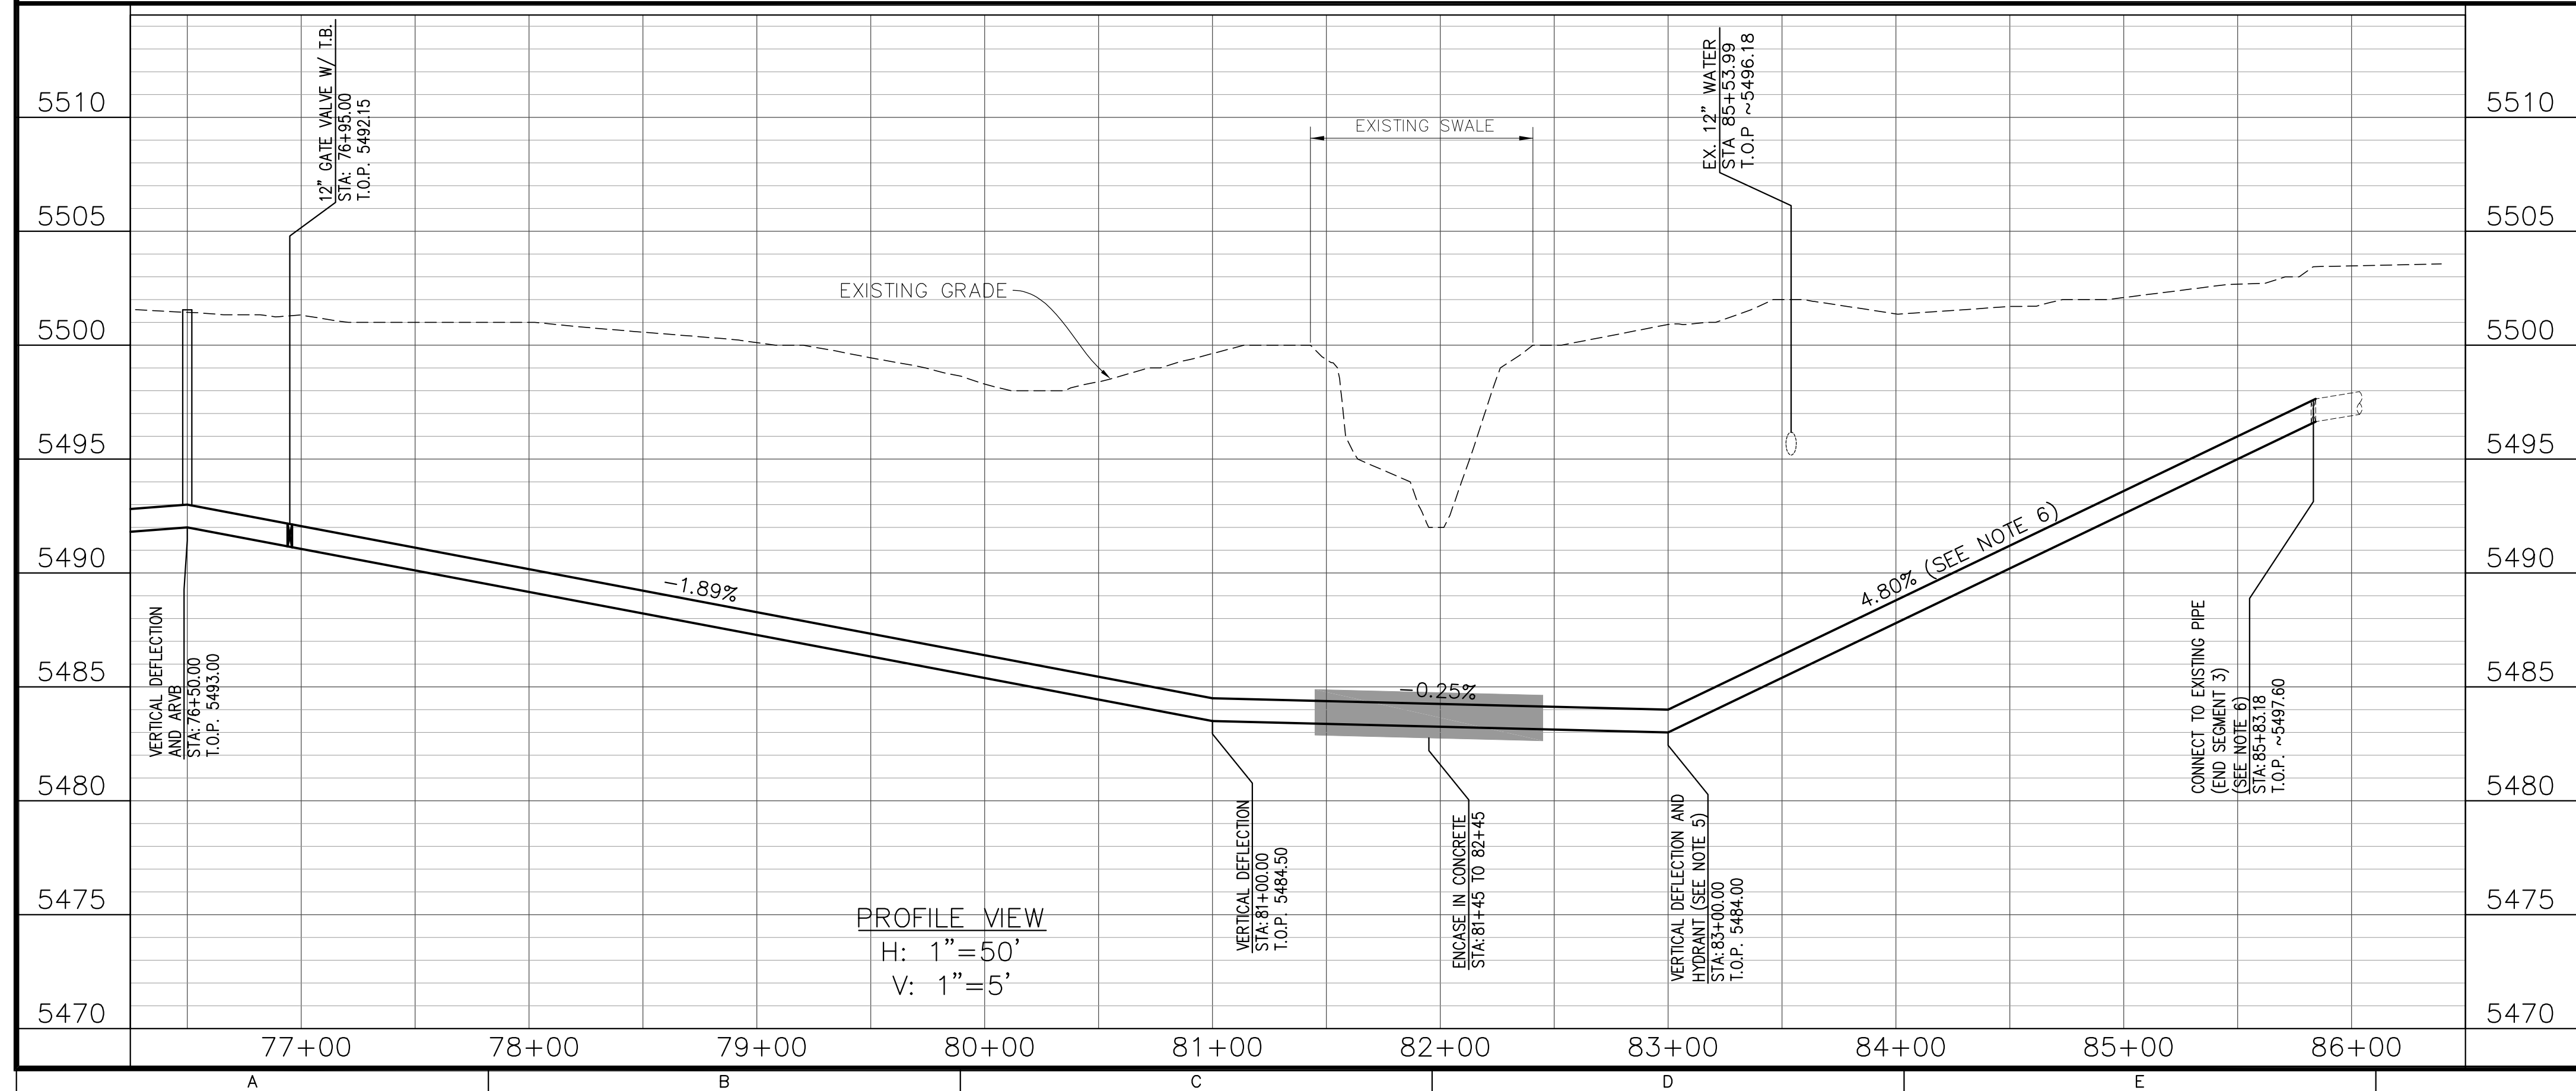 12" GATE VALVE W/ T.B.
STA: 76+95.00
T.O.P. 5492.15
EX. 12" WATER
STA 85+53.99
T.O.P ~5496.18
EXISTING SWALE
EXISTING GRADE
5510
5505
5500
5495
5490
5485
5480
5475
5470
5510
5505
5500
5495
5490
5485
5480
5475
5470
-1.89%
-0.25%
4.80% (SEE NOTE 6)
VERTICAL DEFLECTION
AND ARVB
STA: 76+50.00
T.O.P. 5493.00
VERTICAL DEFLECTION
STA: 81+00.00
T.O.P. 5484.50
ENCASE IN CONCRETE
STA: 81+45 TO 82+45
VERTICAL DEFLECTION AND
HYDRANT (SEE NOTE 5)
STA: 83+00.00
T.O.P. 5484.00
CONNECT TO EXISTING PIPE
(END SEGMENT 3)
(SEE NOTE 6)
STA: 85+83.18
T.O.P. ~5497.60
PROFILE VIEW
H: 1"=50'
V: 1"=5'
77+00 78+00 79+00 80+00 81+00 82+00 83+00 84+00 85+00 86+00
A B C D E